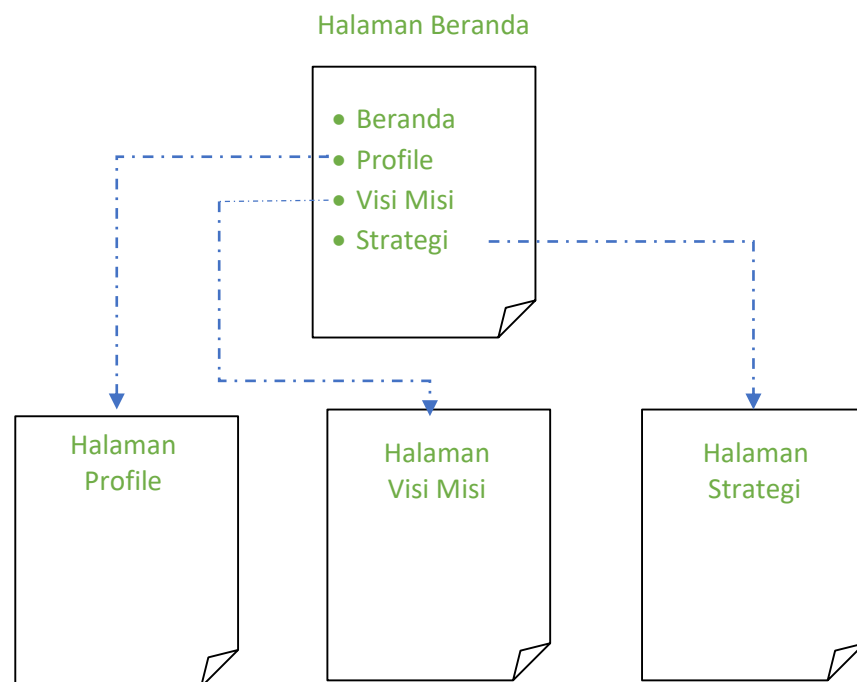 Halaman Beranda
• Beranda
• Profile
• Visi Misi
• Strategi
Halaman
Profile
Halaman
Visi Misi
Halaman
Strategi